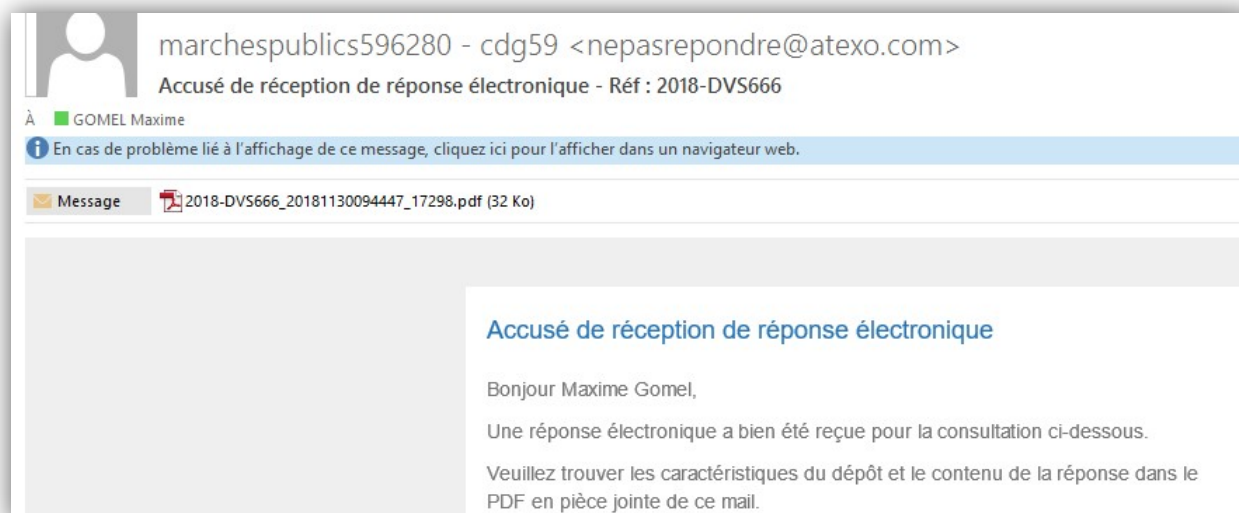 marchespublics596280 - cdg59 <nepasrepondre@atexo.com>
Accusé de réception de réponse électronique - Réf : 2018-DVS666
À GOMEL Maxime
En cas de problème lié à l'affichage de ce message, cliquez ici pour l'afficher dans un navigateur web.
Message 2018-DVS666_20181130094447_17298.pdf (32 Ko)
Accusé de réception de réponse électronique
Bonjour Maxime Gomel,
Une réponse électronique a bien été reçue pour la consultation ci-dessous.
Veuillez trouver les caractéristiques du dépôt et le contenu de la réponse dans le
PDF en pièce jointe de ce mail.